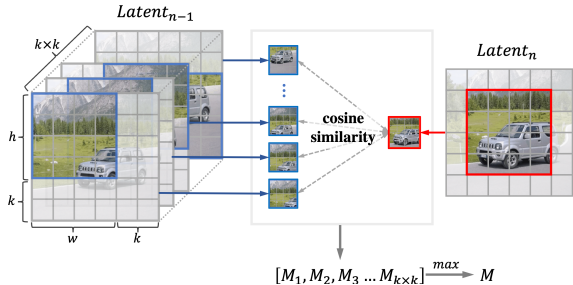 Latent_{n-1}
k×k
h
k
w
k
⋮
cosine
similarity
Latent_n
[M_1, M_2, M_3 ... M_{k×k}]
max
M